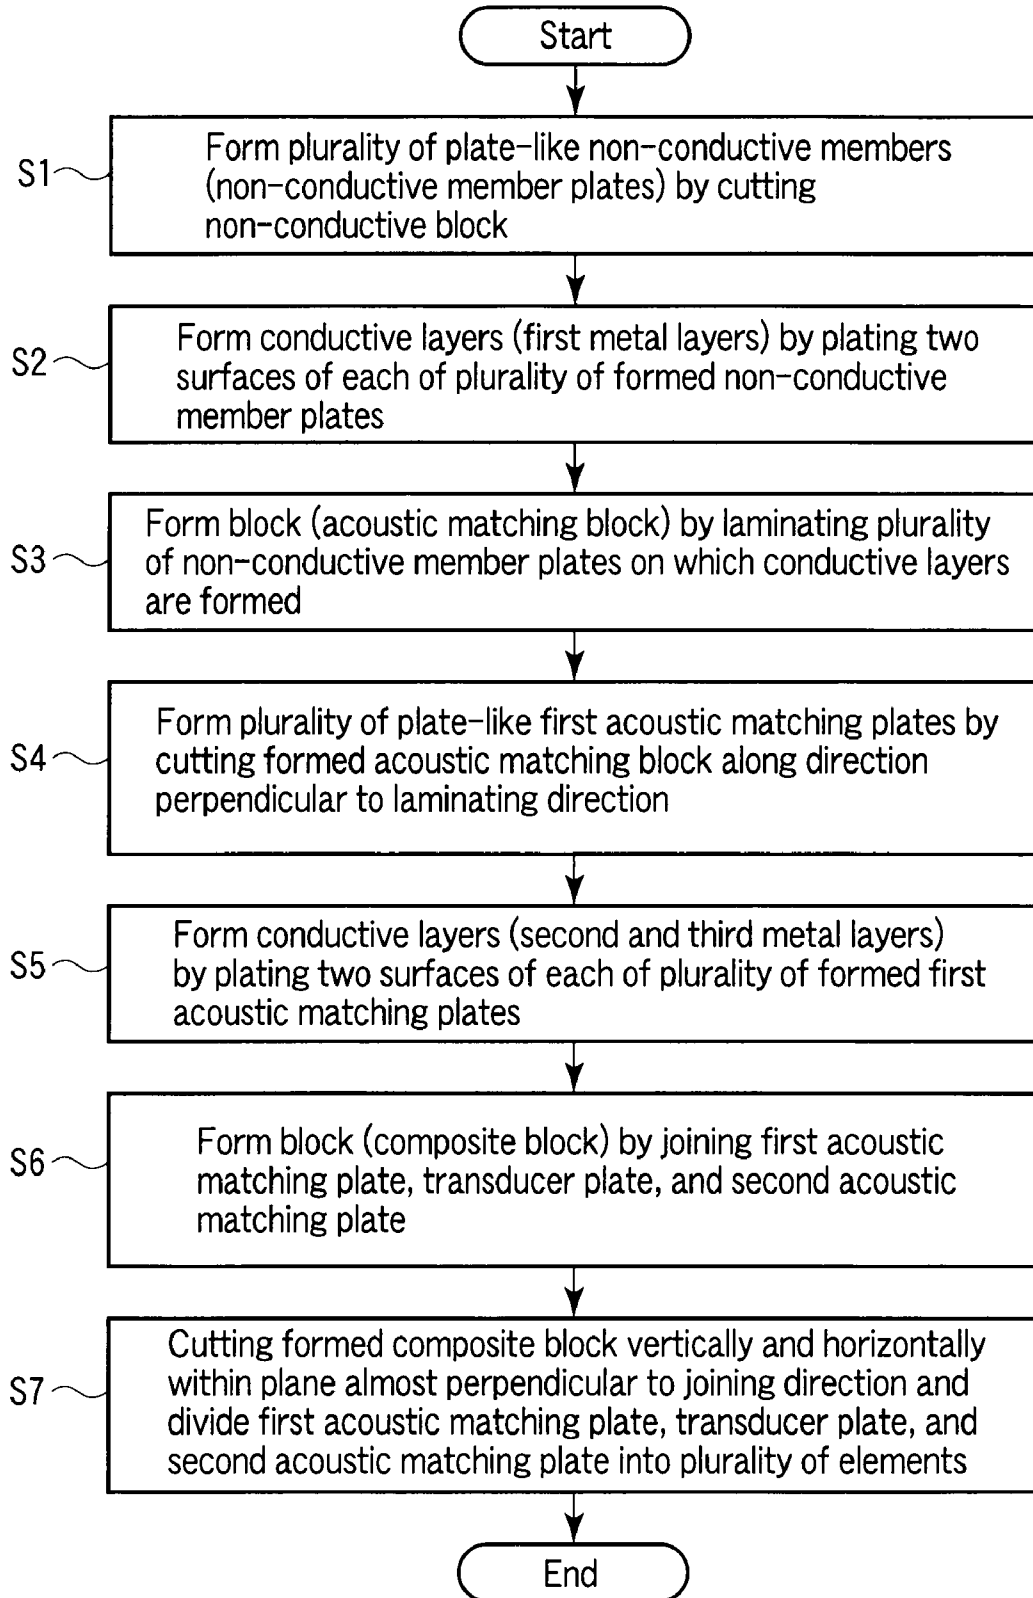 Start
S1
Form plurality of plate-like non-conductive members
(non-conductive member plates) by cutting
non-conductive block
S2
Form conductive layers (first metal layers) by plating two
surfaces of each of plurality of formed non-conductive
member plates
S3
Form block (acoustic matching block) by laminating plurality
of non-conductive member plates on which conductive layers
are formed
S4
Form plurality of plate-like first acoustic matching plates by
cutting formed acoustic matching block along direction
perpendicular to laminating direction
S5
Form conductive layers (second and third metal layers)
by plating two surfaces of each of plurality of formed first
acoustic matching plates
S6
Form block (composite block) by joining first acoustic
matching plate, transducer plate, and second acoustic
matching plate
S7
Cutting formed composite block vertically and horizontally
within plane almost perpendicular to joining direction and
divide first acoustic matching plate, transducer plate, and
second acoustic matching plate into plurality of elements
End